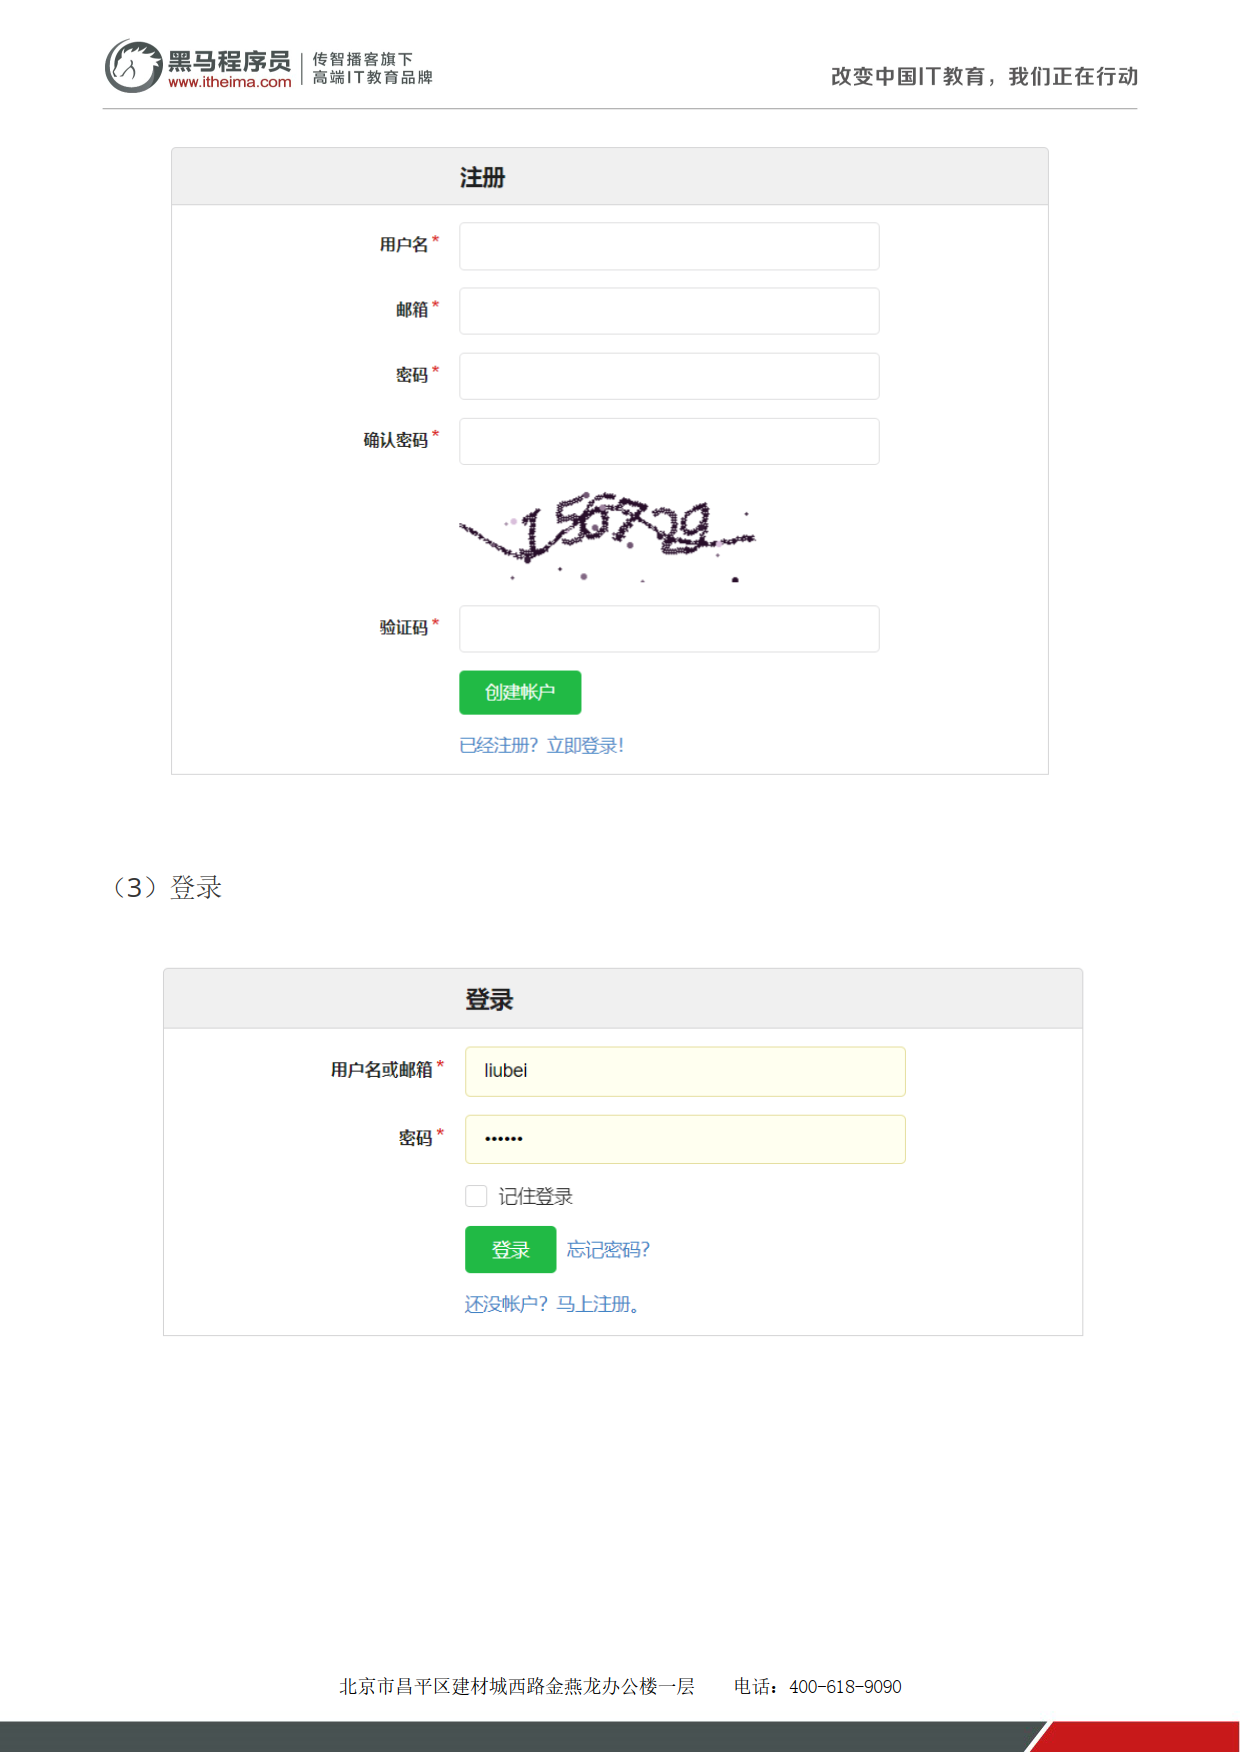 黑马程序员
www.itheima.com
传智播客旗下
高端IT教育品牌
改变中国IT教育，我们正在行动
注册
用户名*
邮箱*
密码*
确认密码*
156729
验证码*
创建帐户
已经注册？立即登录！
（3）登录
登录
用户名或邮箱*
liubei
密码*
••••••
记住登录
登录 忘记密码？
还没帐户？马上注册。
北京市昌平区建材城西路金燕龙办公楼一层 电话：400-618-9090